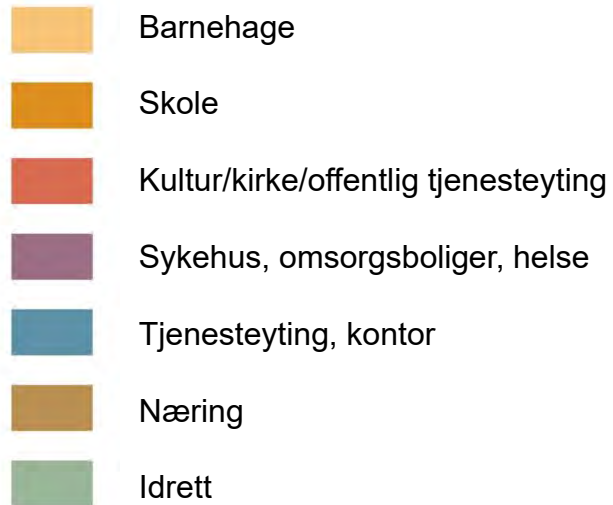 Barnehage
Skole
Kultur/kirke/offentlig tjenesteyting
Sykehus, omsorgsboliger, helse
Tjenesteyting, kontor
Næring
Idrett